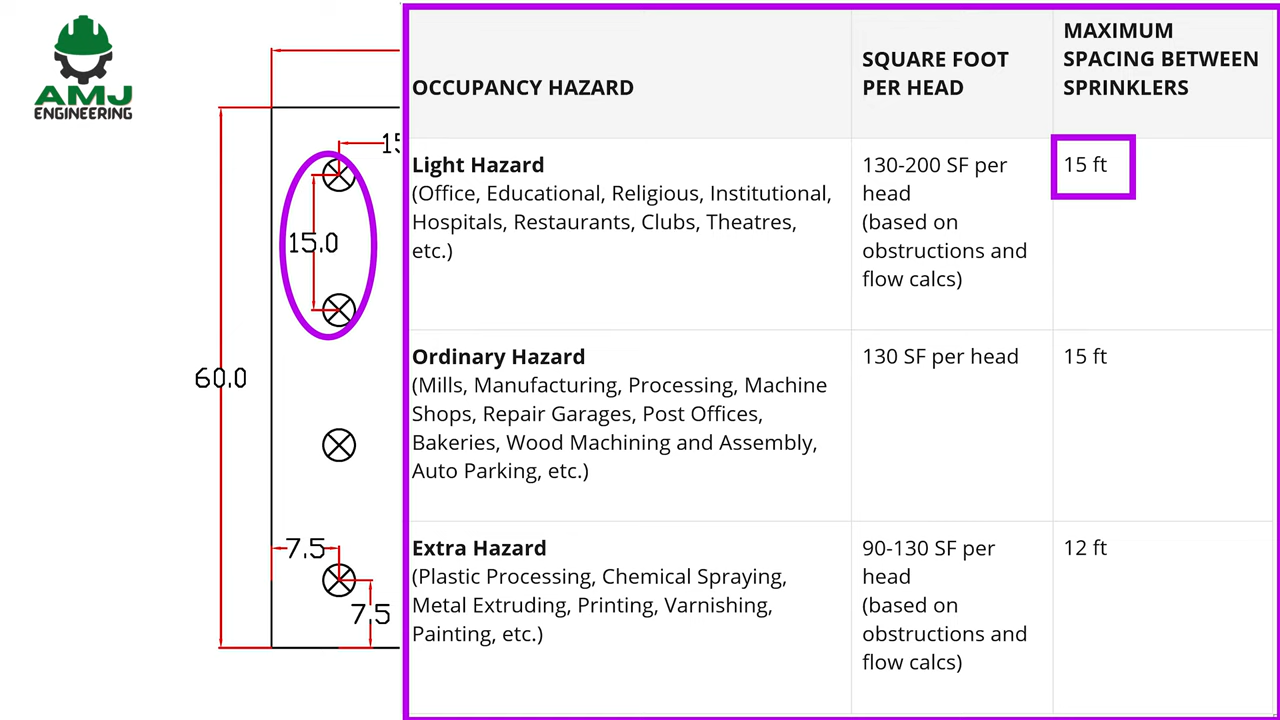 AMJ
ENGINEERING
60.0
15.0
7.5
7.5
OCCUPANCY HAZARD
SQUARE FOOT
PER HEAD
MAXIMUM
SPACING BETWEEN
SPRINKLERS
Light Hazard
(Office, Educational, Religious, Institutional,
Hospitals, Restaurants, Clubs, Theatres,
etc.)
130-200 SF per
head
(based on
obstructions and
flow calcs)
15 ft
Ordinary Hazard
(Mills, Manufacturing, Processing, Machine
Shops, Repair Garages, Post Offices,
Bakeries, Wood Machining and Assembly,
Auto Parking, etc.)
130 SF per head
15 ft
Extra Hazard
(Plastic Processing, Chemical Spraying,
Metal Extruding, Printing, Varnishing,
Painting, etc.)
90-130 SF per
head
(based on
obstructions and
flow calcs)
12 ft